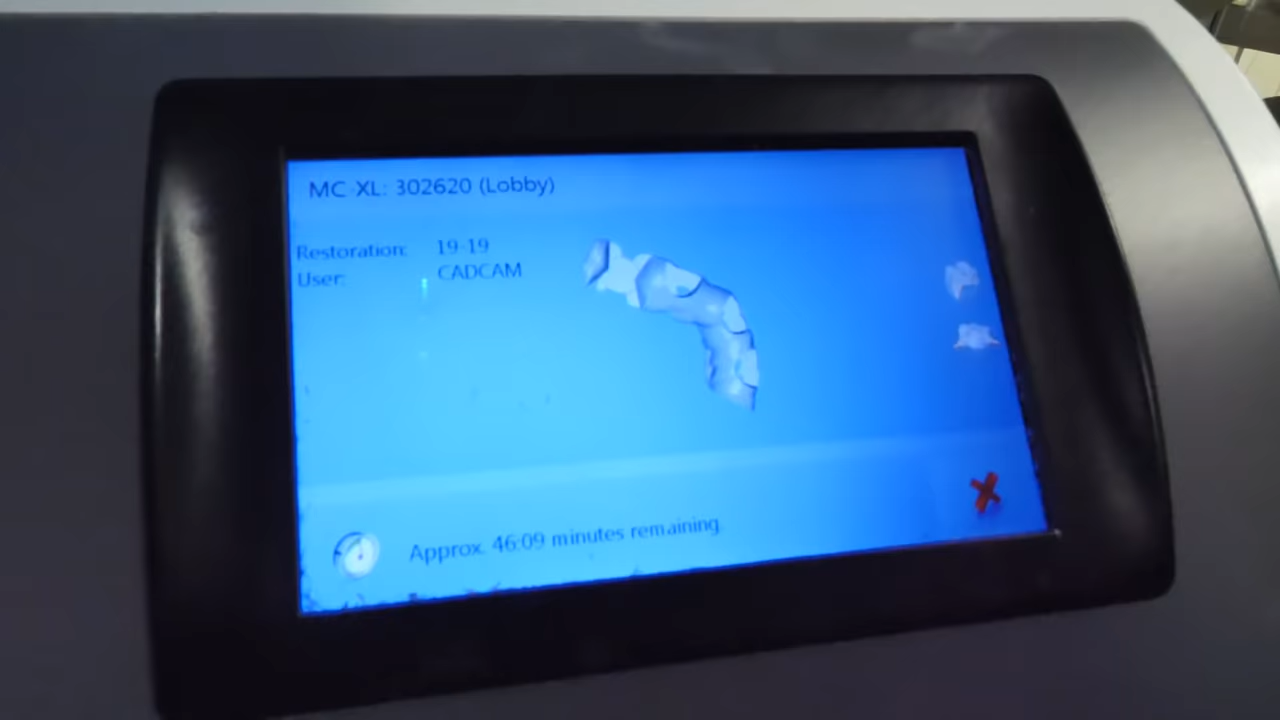 MC XL: 302620 (Lobby)
Restoration: 19-19
User: CADCAM
Approx. 46:09 minutes remaining